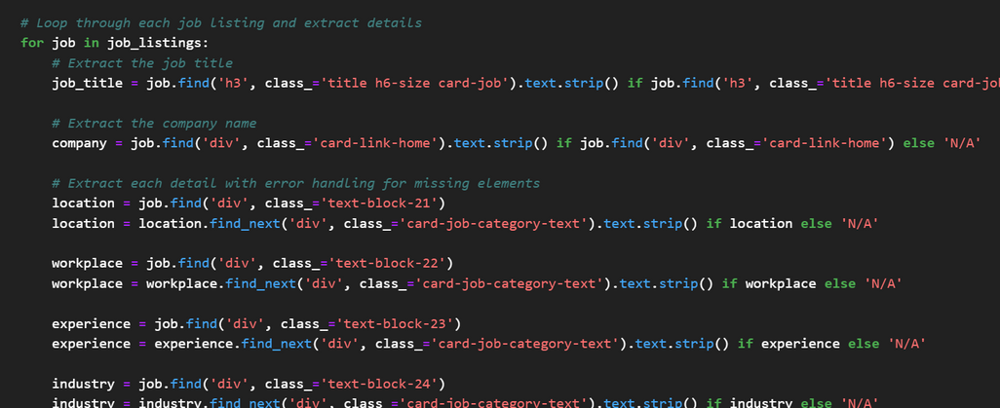 # Loop through each job listing and extract details
for job in job_listings:
    # Extract the job title
    job_title = job.find('h3', class_='title h6-size card-job').text.strip() if job.find('h3', class_='title h6-size card-job
    # Extract the company name
    company = job.find('div', class_='card-link-home').text.strip() if job.find('div', class_='card-link-home') else 'N/A'
    # Extract each detail with error handling for missing elements
    location = job.find('div', class_='text-block-21')
    location = location.find_next('div', class_='card-job-category-text').text.strip() if location else 'N/A'
    workplace = job.find('div', class_='text-block-22')
    workplace = workplace.find_next('div', class_='card-job-category-text').text.strip() if workplace else 'N/A'
    experience = job.find('div', class_='text-block-23')
    experience = experience.find_next('div', class_='card-job-category-text').text.strip() if experience else 'N/A'
    industry = job.find('div', class_='text-block-24')
    industry = industry.find_next('div', class_='card-job-category-text').text.strip() if industry else 'N/A'